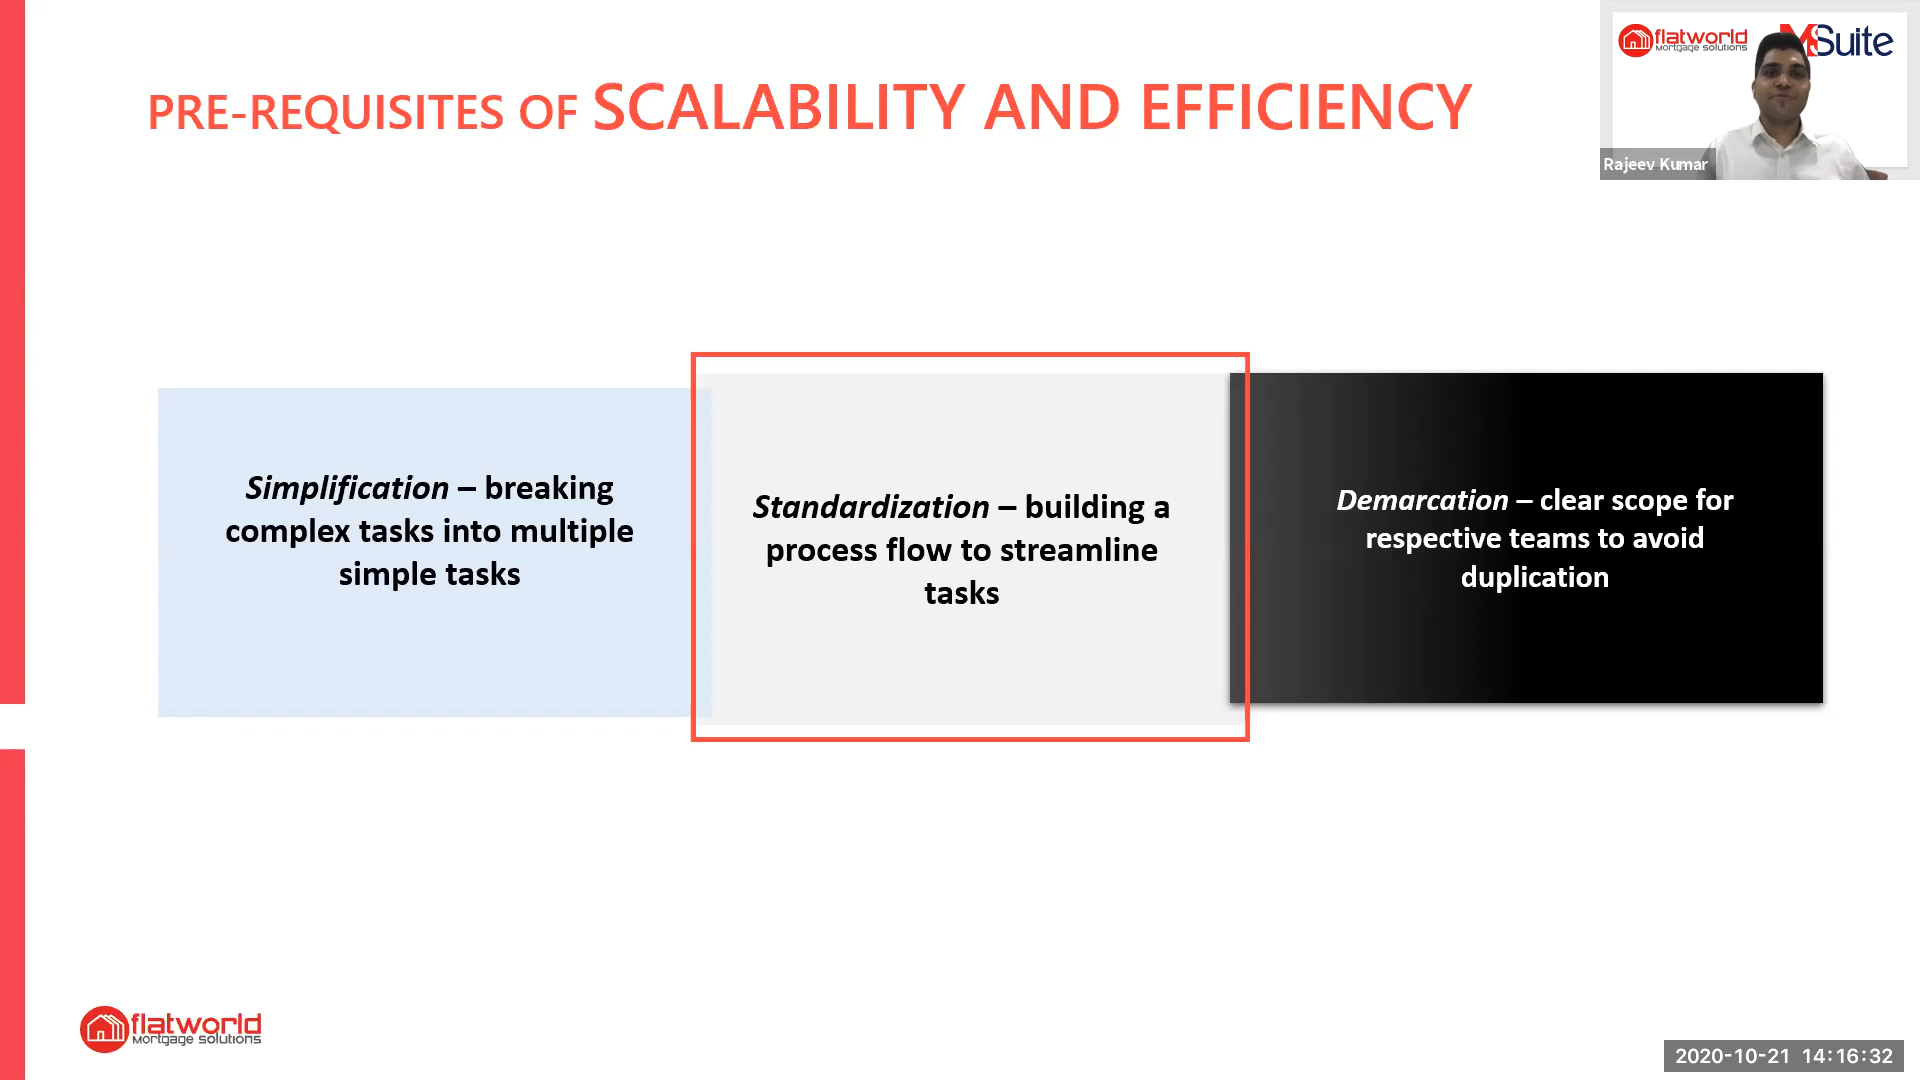 PRE-REQUISITES OF SCALABILITY AND EFFICIENCY
flatworld
Mortgage Solutions
MSuite
Rajeev Kumar
Simplification – breaking
complex tasks into multiple
simple tasks
Standardization – building a
process flow to streamline
tasks
Demarcation – clear scope for
respective teams to avoid
duplication
flatworld
Mortgage Solutions
2020-10-21 14:16:32